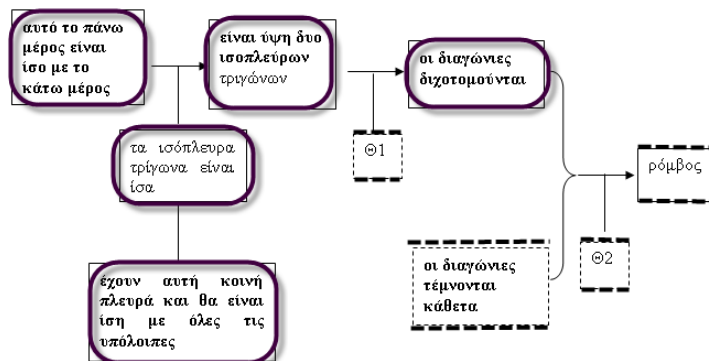 αυτό το πάνω
μέρος είναι
ίσο με το
κάτω μέρος
είναι ύψη δυο
ισοπλεύρων
τριγώνων
οι διαγώνιες
διχοτομούνται
Θ1
τα ισόπλευρα
τρίγωνα είναι
ίσα
ρόμβος
Θ2
οι διαγώνιες
τέμνονται
κάθετα
έχουν αυτή κοινή
πλευρά και θα είναι
ίση με όλες τις
υπόλοιπες